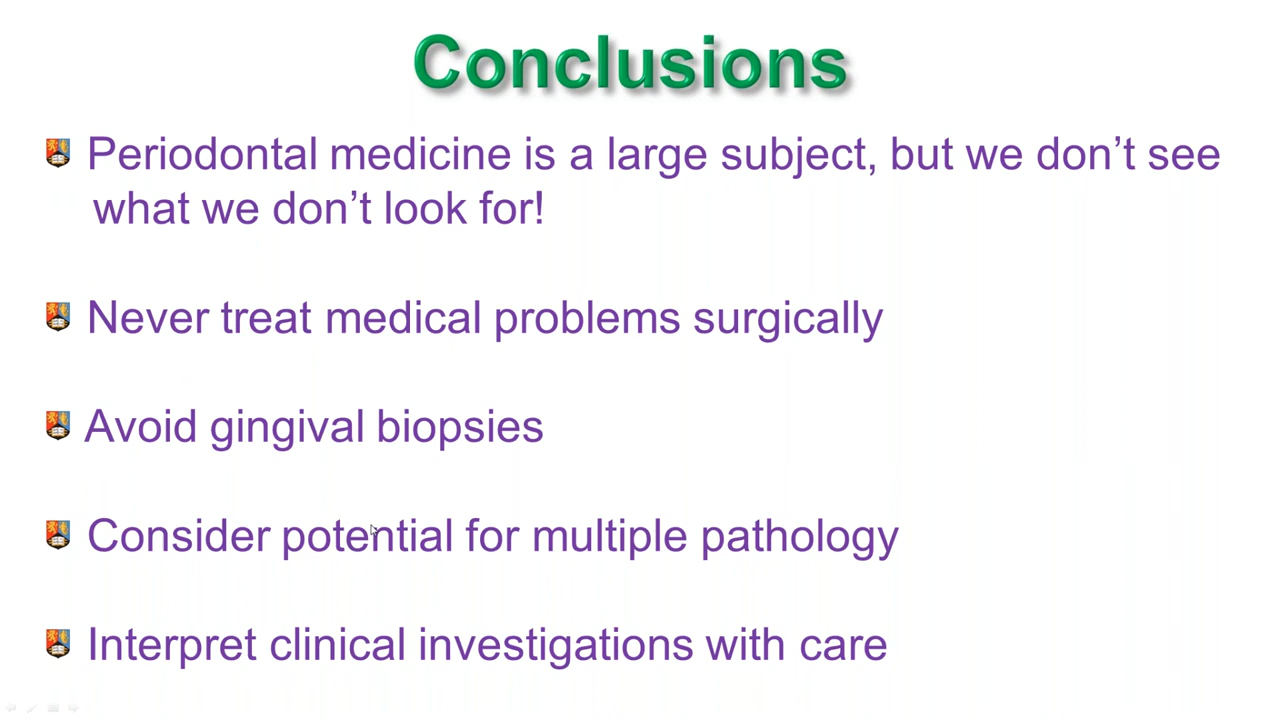 Conclusions
Periodontal medicine is a large subject, but we don’t see
what we don’t look for!
Never treat medical problems surgically
Avoid gingival biopsies
Consider potential for multiple pathology
Interpret clinical investigations with care